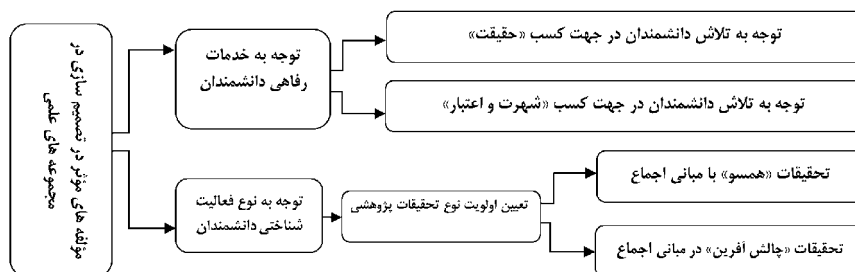 مؤلفه های مؤثر در تصمیم سازی در
مجموعه های علمی
توجه به خدمات
رفاهی دانشمندان
توجه به تلاش دانشمندان در جهت کسب «حقیقت»
توجه به تلاش دانشمندان در جهت کسب «شهرت و اعتبار»
توجه به نوع فعالیت
شناختی دانشمندان
تعیین اولویت نوع تحقیقات پژوهشی
تحقیقات «همسو» با مبانی اجماع
تحقیقات «چالش آفرین» در مبانی اجماع